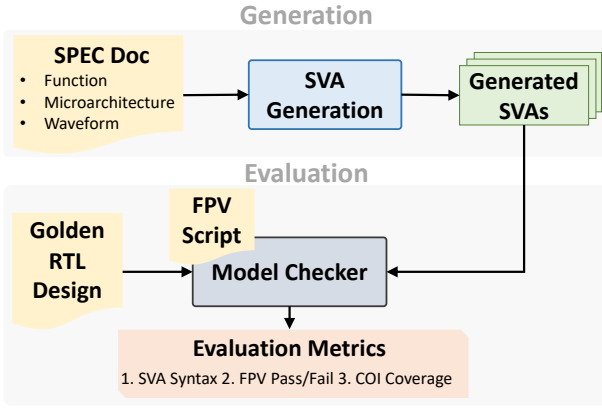 Generation
SPEC Doc
• Function
• Microarchitecture
• Waveform
SVA
Generation
Generated
SVAs
Evaluation
FPV
Script
Golden
RTL
Design
Model Checker
Evaluation Metrics
1. SVA Syntax 2. FPV Pass/Fail 3. COI Coverage